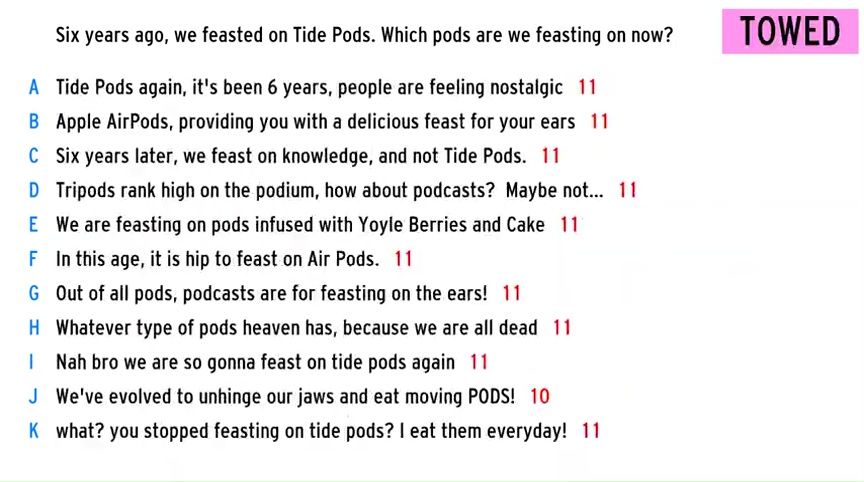 Six years ago, we feasted on Tide Pods. Which pods are we feasting on now?
TOWED
A Tide Pods again, it's been 6 years, people are feeling nostalgic 11
B Apple AirPods, providing you with a delicious feast for your ears 11
C Six years later, we feast on knowledge, and not Tide Pods. 11
D Tripods rank high on the podium, how about podcasts? Maybe not... 11
E We are feasting on pods infused with Yoyle Berries and Cake 11
F In this age, it is hip to feast on Air Pods. 11
G Out of all pods, podcasts are for feasting on the ears! 11
H Whatever type of pods heaven has, because we are all dead 11
I Nah bro we are so gonna feast on tide pods again 11
J We've evolved to unhinge our jaws and eat moving PODS! 10
K what? you stopped feasting on tide pods? I eat them everyday! 11